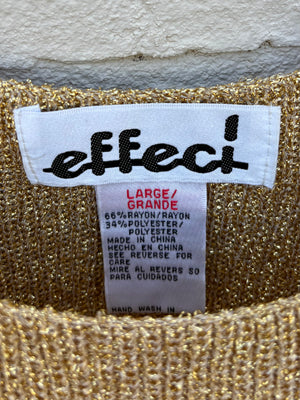 effeci
LARGE/
GRANDE
66%RAYON/RAYON
34%POLYESTER/
POLYESTER
MADE IN CHINA
HECHO EN CHINA
SEE REVERSE FOR
CARE
MIRE AL REVERS SO
PARA CUIDADOS
HAND WASH IN